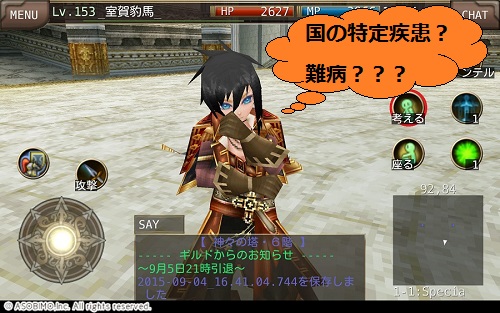 MENU
Lv.153 室賀豹馬
HP 2627
MP
CHAT
国の特定疾患？
難病？？？
ンテル
考える
1
座る
1
攻撃
92,84
SAY
【 神々の塔・6階 】
----- ギルドからのお知らせ -----
～9月5日21時引退～
2015-09-04_16.41.04.744を保存しま
した
1-1:Specia
© ASOBIMO,Inc. All rights reserved.